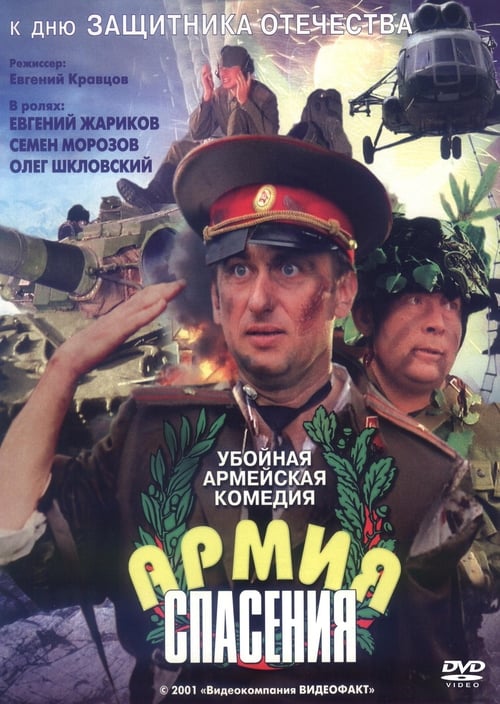 К ДНЮ ЗАЩИТНИКА ОТЕЧЕСТВА
Режиссер:
Евгений Кравцов
В ролях:
ЕВГЕНИЙ ЖАРИКОВ
СЕМЕН МОРОЗОВ
ОЛЕГ ШКЛОВСКИЙ
УБОЙНАЯ
АРМЕЙСКАЯ
КОМЕДИЯ
АРМИЯ
СПАСЕНИЯ
DVD
VIDEO
© 2001 «Видеокомпания ВИДЕОФАКТ»